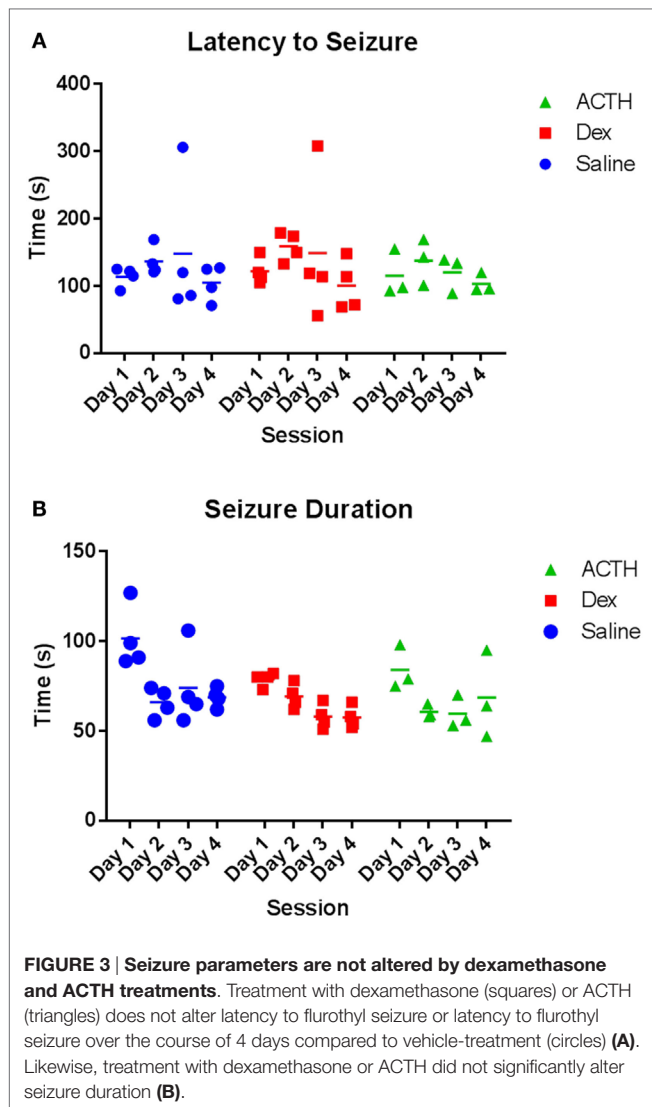 A
Latency to Seizure
400
300
200
100
0
Time (s)
ACTH
Dex
Saline
Day 1
Day 2
Day 3
Day 4
Day 1
Day 2
Day 3
Day 4
Day 1
Day 2
Day 3
Day 4
Session
B
Seizure Duration
150
100
50
0
Time (s)
ACTH
Dex
Saline
Day 1
Day 2
Day 3
Day 4
Day 1
Day 2
Day 3
Day 4
Day 1
Day 2
Day 3
Day 4
Session
FIGURE 3 | Seizure parameters are not altered by dexamethasone
and ACTH treatments. Treatment with dexamethasone (squares) or ACTH
(triangles) does not alter latency to flurothyl seizure or latency to flurothyl
seizure over the course of 4 days compared to vehicle-treatment (circles) (A).
Likewise, treatment with dexamethasone or ACTH did not significantly alter
seizure duration (B).